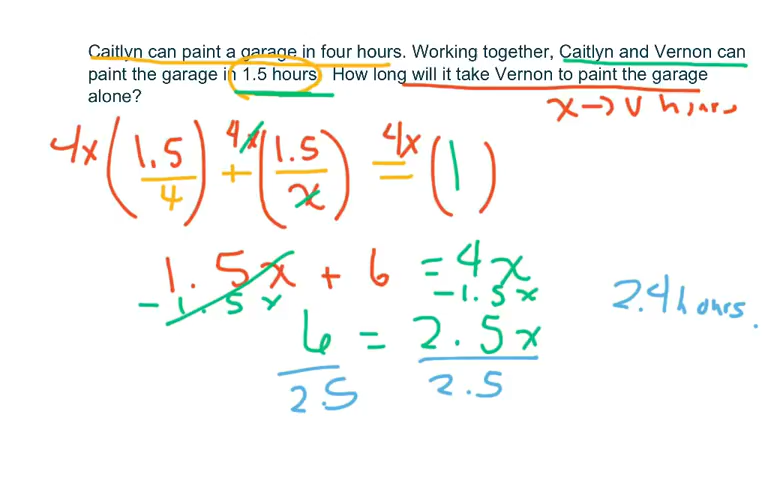 Caitlyn can paint a garage in four hours. Working together, Caitlyn and Vernon can
paint the garage in 1.5 hours. How long will it take Vernon to paint the garage
alone?
x → V hours
4x ( 1.5/4 ) + 4x ( 1.5/x ) = 4x ( 1 )
1.5x + 6 = 4x
-1.5x -1.5x
6 = 2.5x
2.5 2.5
2.4 hours.